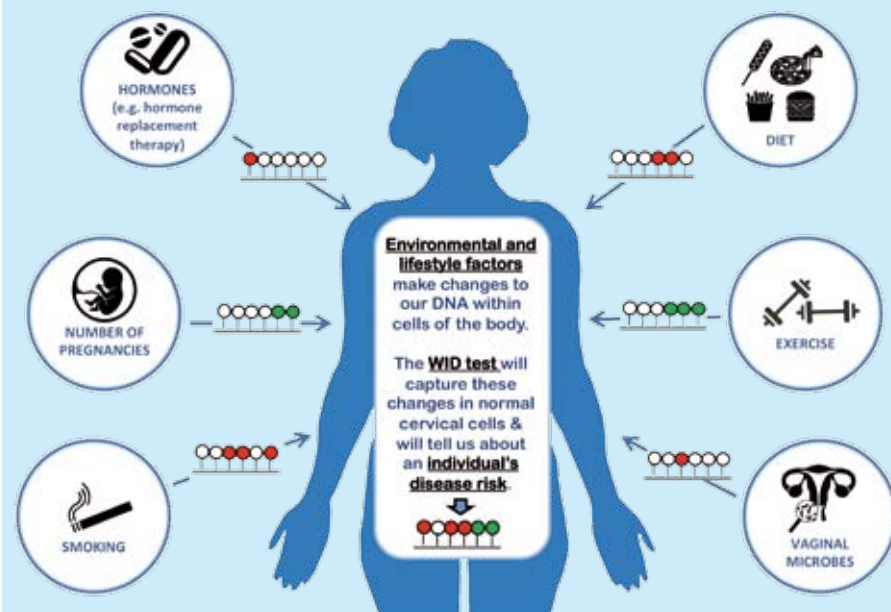 HORMONES
(e.g. hormone
replacement
therapy)
DIET
NUMBER OF
PREGNANCIES
EXERCISE
SMOKING
VAGINAL
MICROBES
Environmental and
lifestyle factors
make changes to
our DNA within
cells of the body.
The WID test will
capture these
changes in normal
cervical cells &
will tell us about
an individual's
disease risk.